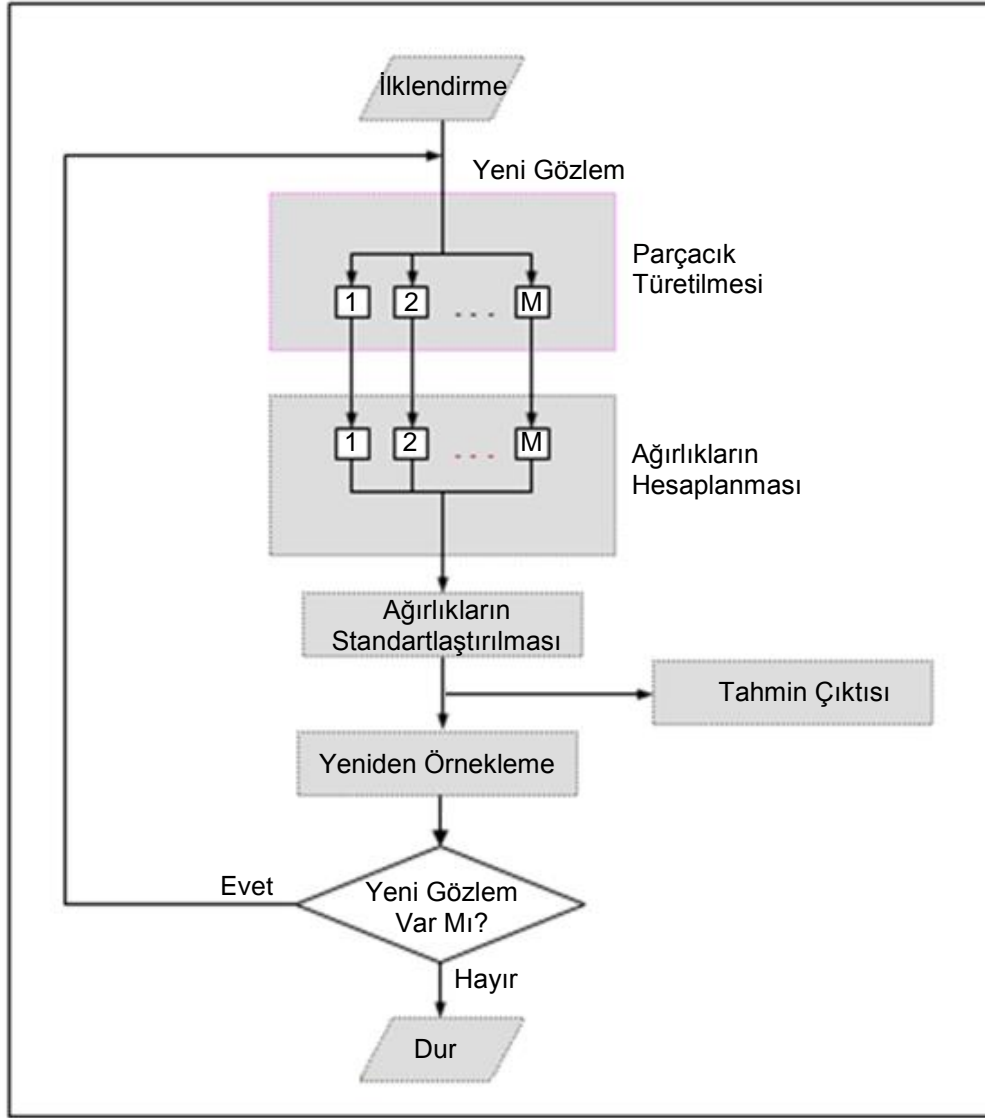 İlklendirme
Yeni Gözlem
Parçacık
Türetilmesi
1 2 . . . M
1 2 . . . M
Ağırlıkların
Hesaplanması
Ağırlıkların
Standartlaştırılması
Tahmin Çıktısı
Yeniden Örnekleme
Evet
Yeni Gözlem
Var Mı?
Hayır
Dur